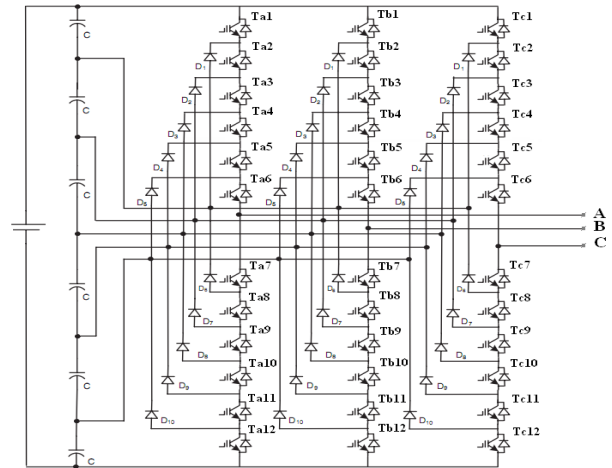 Ta1 Tb1 Tc1
C
Ta2 Tb2 Tc2
D1 D1 D1
Ta3 Tb3 Tc3
D2 D2 D2
C
Ta4 Tb4 Tc4
D3 D3 D3
Ta5 Tb5 Tc5
D4 D4 D4
Ta6 Tb6 Tc6
D5 D5 D5
C
A
B
C
Ta7 Tb7 Tc7
D6 D6 D6
C
Ta8 Tb8 Tc8
D7 D7 D7
Ta9 Tb9 Tc9
D8 D8 D8
Ta10 Tb10 Tc10
D9 D9 D9
C
Ta11 Tb11 Tc11
D10 D10 D10
Ta12 Tb12 Tc12
C